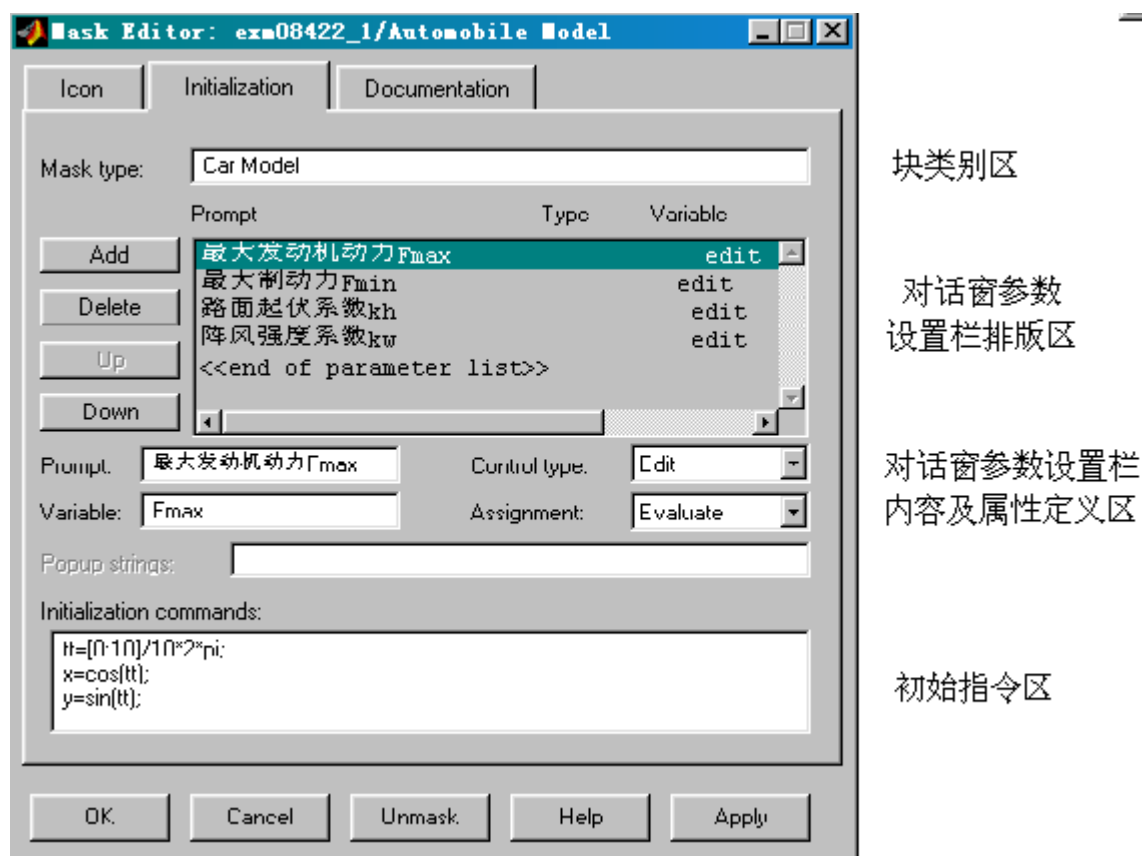 Mask Editor: exm08422_1/Automobile Model
Icon Initialization Documentation
Mask type: Car Model
块类别区
Prompt Type Variable
Add
Delete
Up
Down
最大发动机动力Fmax edit
最大制动力Fmin edit
路面起伏系数kh edit
阵风强度系数kw edit
<<end of parameter list>>
对话窗参数
设置栏排版区
Prompt: 最大发动机动力Fmax Control type: Edit
Variable: Fmax Assignment: Evaluate
对话窗参数设置栏
内容及属性定义区
Popup strings:
Initialization commands:
tt=[0:10]/10*2*pi;
x=cos(tt);
y=sin(tt);
初始指令区
OK Cancel Unmask Help Apply